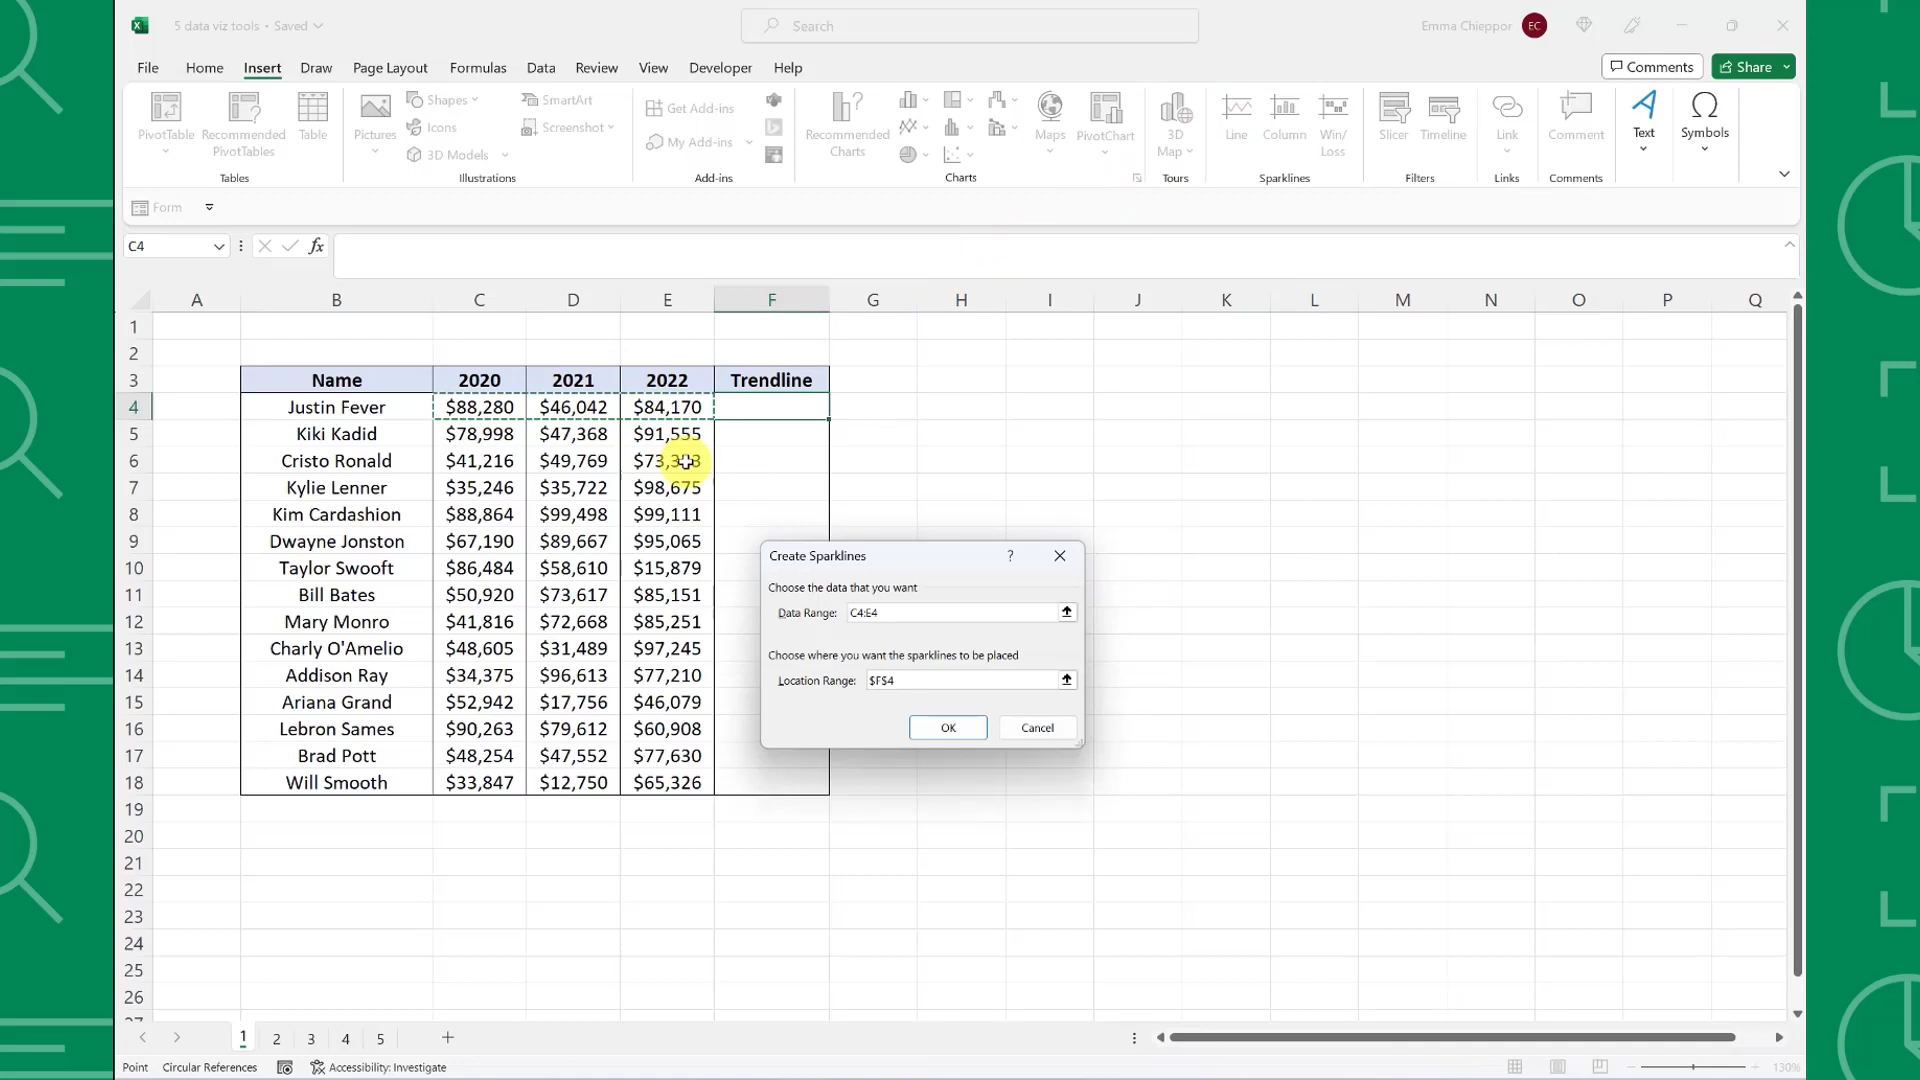 5 data viz tools • Saved
Search
Emma Chieppor EC
File Home Insert Draw Page Layout Formulas Data Review View Developer Help
Comments Share
PivotTable
Recommended PivotTables
Table
Tables
Pictures
Shapes
Icons
3D Models
SmartArt
Screenshot
Illustrations
Get Add-ins
My Add-ins
Add-ins
Recommended Charts
Maps
PivotChart
Charts
3D Map
Tours
Line
Column
Win/ Loss
Sparklines
Slicer
Timeline
Filters
Link
Links
Comment
Comments
Text
Symbols
Form
C4 fx
A B C D E F G H I J K L M N O P Q
1
2
3 Name 2020 2021 2022 Trendline
4 Justin Fever $88,280 $46,042 $84,170
5 Kiki Kadid $78,998 $47,368 $91,555
6 Cristo Ronald $41,216 $49,769
7 Kylie Lenner $35,246 $35,722 $98,675
8 Kim Cardashion $88,864 $99,498 $99,111
9 Dwayne Jonston $67,190 $89,667 $95,065
10 Taylor Swooft $86,484 $58,610 $15,879
11 Bill Bates $50,920 $73,617 $85,151
12 Mary Monro $41,816 $72,668 $85,251
13 Charly O'Amelio $48,605 $31,489 $97,245
14 Addison Ray $34,375 $96,613 $77,210
15 Ariana Grand $52,942 $17,756 $46,079
16 Lebron Sames $90,263 $79,612 $60,908
17 Brad Pott $48,254 $47,552 $77,630
18 Will Smooth $33,847 $12,750 $65,326
19
20
21
22
23
24
25
26
Create Sparklines ?
Choose the data that you want
Data Range: C4:E4
Choose where you want the sparklines to be placed
Location Range: $F$4
OK Cancel
1 2 3 4 5
Point Circular References Accessibility: Investigate 130%